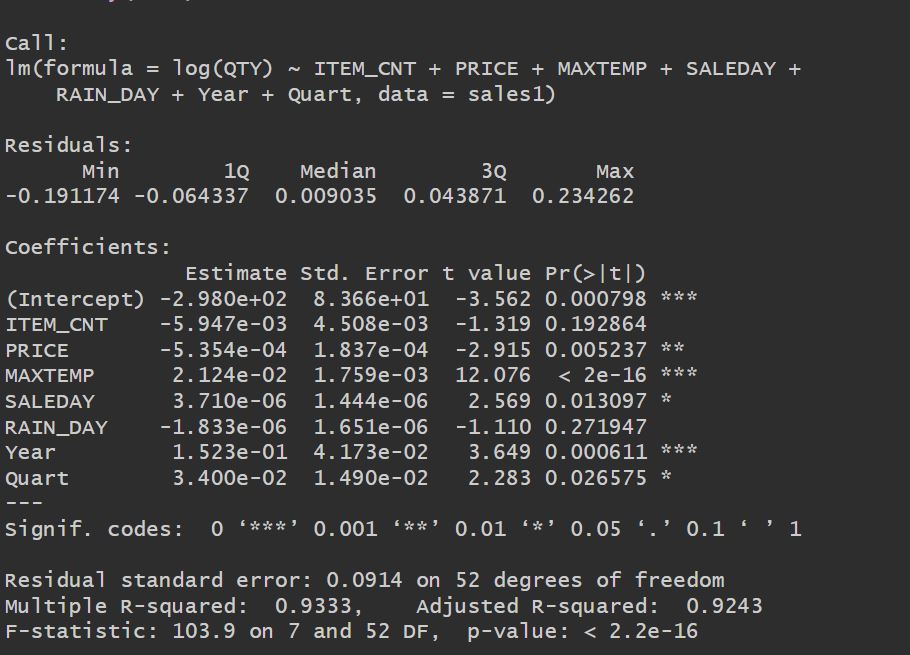 Call:
lm(formula = log(QTY) ~ ITEM_CNT + PRICE + MAXTEMP + SALEDAY +
    RAIN_DAY + Year + Quart, data = sales1)
Residuals:
      Min        1Q    Median        3Q       Max
-0.191174 -0.064337  0.009035  0.043871  0.234262
Coefficients:
              Estimate Std. Error t value Pr(>|t|)
(Intercept) -2.980e+02  8.366e+01  -3.562 0.000798 ***
ITEM_CNT    -5.947e-03  4.508e-03  -1.319 0.192864
PRICE       -5.354e-04  1.837e-04  -2.915 0.005237 **
MAXTEMP      2.124e-02  1.759e-03  12.076  < 2e-16 ***
SALEDAY      3.710e-06  1.444e-06   2.569 0.013097 *
RAIN_DAY    -1.833e-06  1.651e-06  -1.110 0.271947
Year         1.523e-01  4.173e-02   3.649 0.000611 ***
Quart        3.400e-02  1.490e-02   2.283 0.026575 *
---
Signif. codes:  0 ‘***’ 0.001 ‘**’ 0.01 ‘*’ 0.05 ‘.’ 0.1 ‘ ’ 1
Residual standard error: 0.0914 on 52 degrees of freedom
Multiple R-squared:  0.9333,    Adjusted R-squared:  0.9243
F-statistic: 103.9 on 7 and 52 DF,  p-value: < 2.2e-16